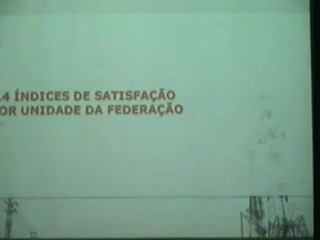 .4 ÍNDICES DE SATISFAÇÃO
OR UNIDADE DA FEDERAÇÃO